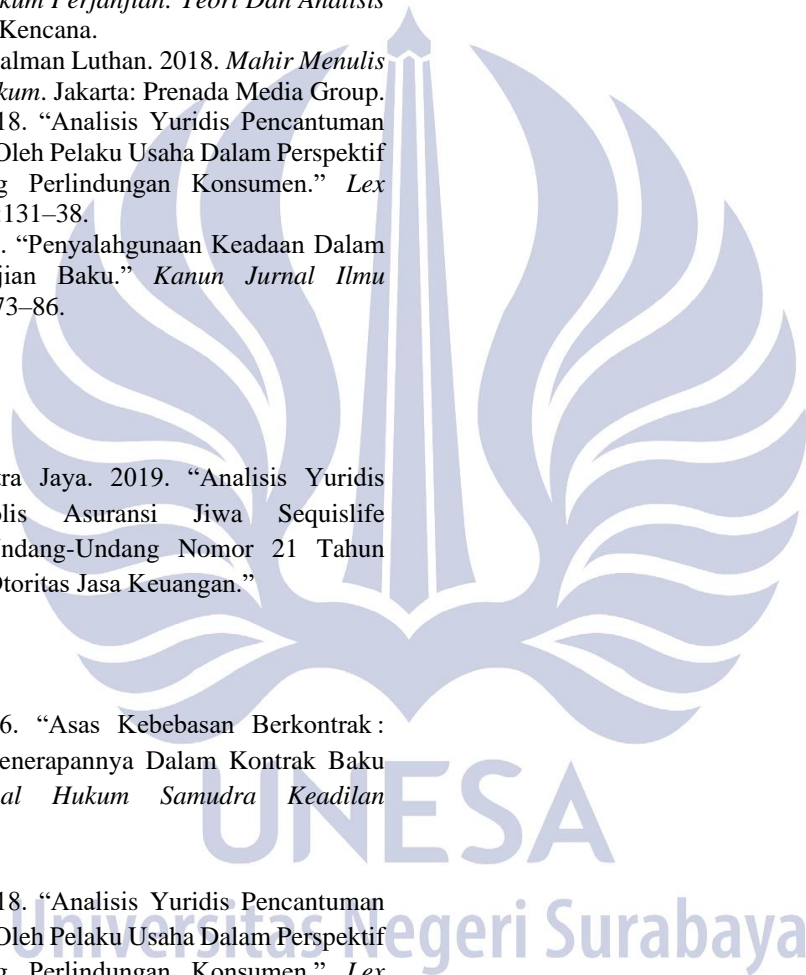 kum Perjanjian: Teori Dan Analisis
Kencana.
alman Luthan. 2018. Mahir Menulis
kum. Jakarta: Prenada Media Group.
18. “Analisis Yuridis Pencantuman
Oleh Pelaku Usaha Dalam Perspektif
g Perlindungan Konsumen.” Lex
:131–38.
. “Penyalahgunaan Keadaan Dalam
jian Baku.” Kanun Jurnal Ilmu
73–86.
tra Jaya. 2019. “Analisis Yuridis
lis Asuransi Jiwa Sequislife
Undang-Undang Nomor 21 Tahun
Otoritas Jasa Keuangan.”
6. “Asas Kebebasan Berkontrak :
enerapannya Dalam Kontrak Baku
al Hukum Samudra Keadilan
UNESA
18. “Analisis Yuridis Pencantuman
Universitas Negeri Surabaya
Oleh Pelaku Usaha Dalam Perspektif
g Perlindungan Konsumen.” Lex